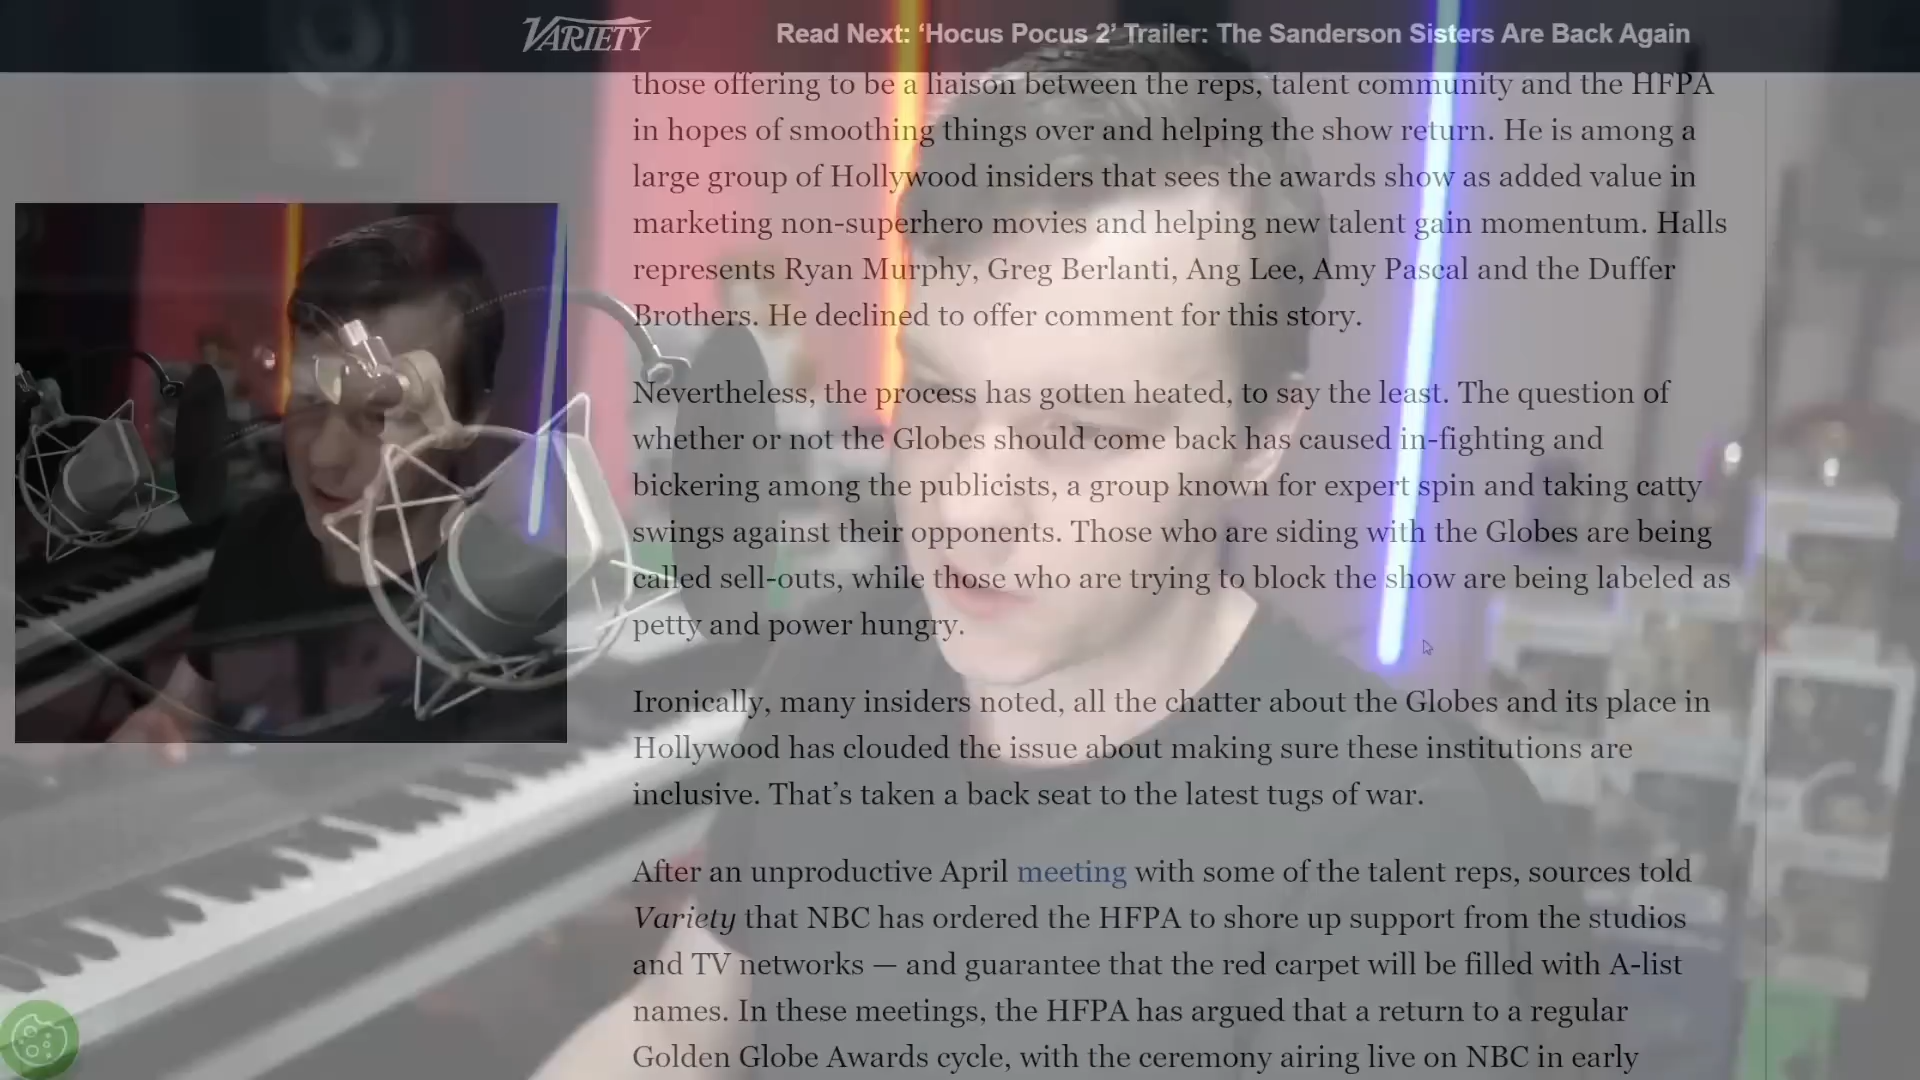 VARIETY
Read Next: ‘Hocus Pocus 2’ Trailer: The Sanderson Sisters Are Back Again
those offering to be a liaison between the reps, talent community and the HFPA
in hopes of smoothing things over and helping the show return. He is among a
large group of Hollywood insiders that sees the awards show as added value in
marketing non-superhero movies and helping new talent gain momentum. Halls
represents Ryan Murphy, Greg Berlanti, Ang Lee, Amy Pascal and the Duffer
Brothers. He declined to offer comment for this story.
Nevertheless, the process has gotten heated, to say the least. The question of
whether or not the Globes should come back has caused in-fighting and
bickering among the publicists, a group known for expert spin and taking catty
swings against their opponents. Those who are siding with the Globes are being
called sell-outs, while those who are trying to block the show are being labeled as
petty and power hungry.
Ironically, many insiders noted, all the chatter about the Globes and its place in
Hollywood has clouded the issue about making sure these institutions are
inclusive. That’s taken a back seat to the latest tugs of war.
After an unproductive April meeting with some of the talent reps, sources told
Variety that NBC has ordered the HFPA to shore up support from the studios
and TV networks — and guarantee that the red carpet will be filled with A-list
names. In these meetings, the HFPA has argued that a return to a regular
Golden Globe Awards cycle, with the ceremony airing live on NBC in early